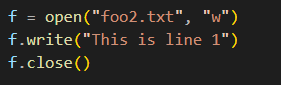 f = open("foo2.txt", "w")
f.write("This is line 1")
f.close()